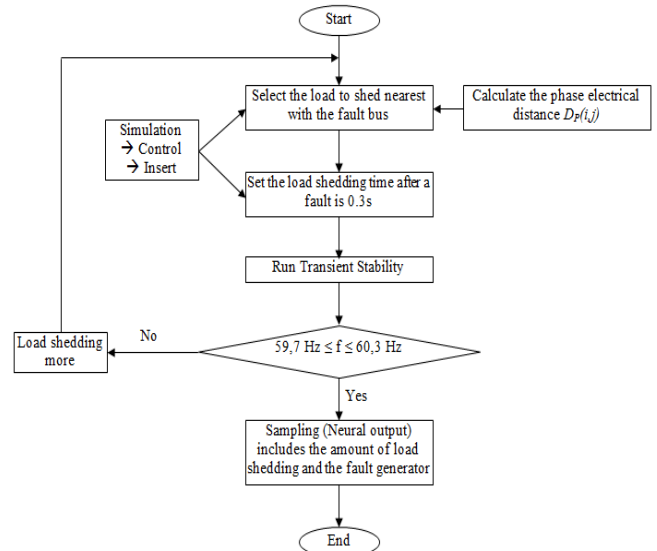 Start
Select the load to shed nearest
with the fault bus
Calculate the phase electrical
distance Dₚ(i,j)
Simulation
→ Control
→ Insert
Set the load shedding time after a
fault is 0.3s
Run Transient Stability
59,7 Hz ≤ f ≤ 60,3 Hz
No
Load shedding
more
Yes
Sampling (Neural output)
includes the amount of load
shedding and the fault generator
End